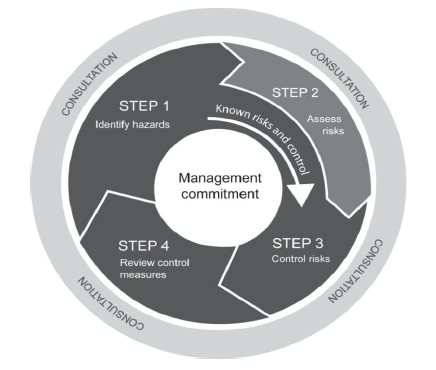 CONSULTATION
CONSULTATION
STEP 1
Identify hazards
STEP 2
Assess
risks
Known risks and control
Management
commitment
STEP 4
Review control
measures
STEP 3
Control risks
CONSULTATION
CONSULTATION